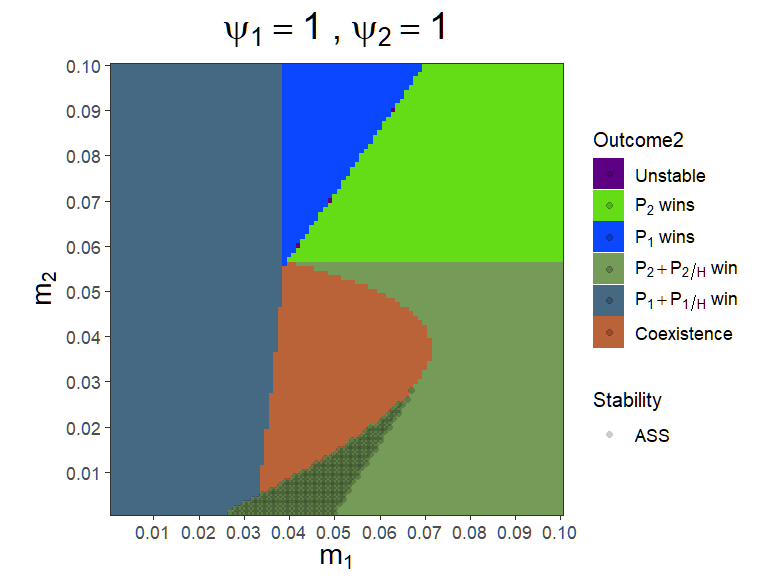 ψ₁ = 1 , ψ₂ = 1
0.10
0.09
0.08
0.07
0.06
0.05
0.04
0.03
0.02
0.01
m₂
0.01 0.02 0.03 0.04 0.05 0.06 0.07 0.08 0.09 0.10
m₁
Outcome2
Unstable
P₂ wins
P₁ wins
P₂+P₂/H win
P₁+P₁/H win
Coexistence
Stability
ASS